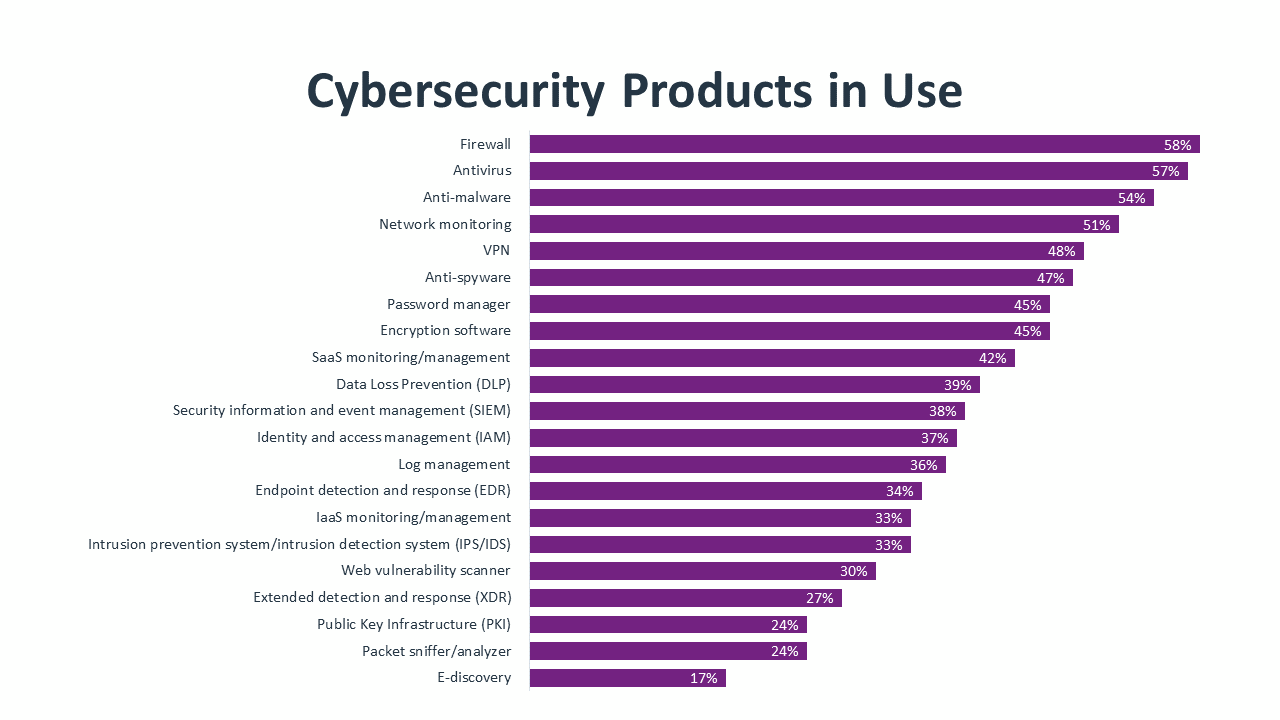 Cybersecurity Products in Use
Firewall 58%
Antivirus 57%
Anti-malware 54%
Network monitoring 51%
VPN 48%
Anti-spyware 47%
Password manager 45%
Encryption software 45%
SaaS monitoring/management 42%
Data Loss Prevention (DLP) 39%
Security information and event management (SIEM) 38%
Identity and access management (IAM) 37%
Log management 36%
Endpoint detection and response (EDR) 34%
IaaS monitoring/management 33%
Intrusion prevention system/intrusion detection system (IPS/IDS) 33%
Web vulnerability scanner 30%
Extended detection and response (XDR) 27%
Public Key Infrastructure (PKI) 24%
Packet sniffer/analyzer 24%
E-discovery 17%